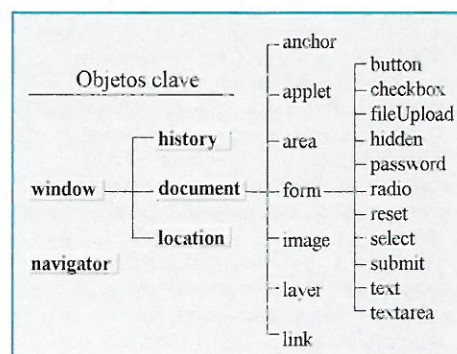 Objetos clave
window
navigator
history
document
location
anchor
applet
area
form
image
layer
link
button
checkbox
fileUpload
hidden
password
radio
reset
select
submit
text
textarea